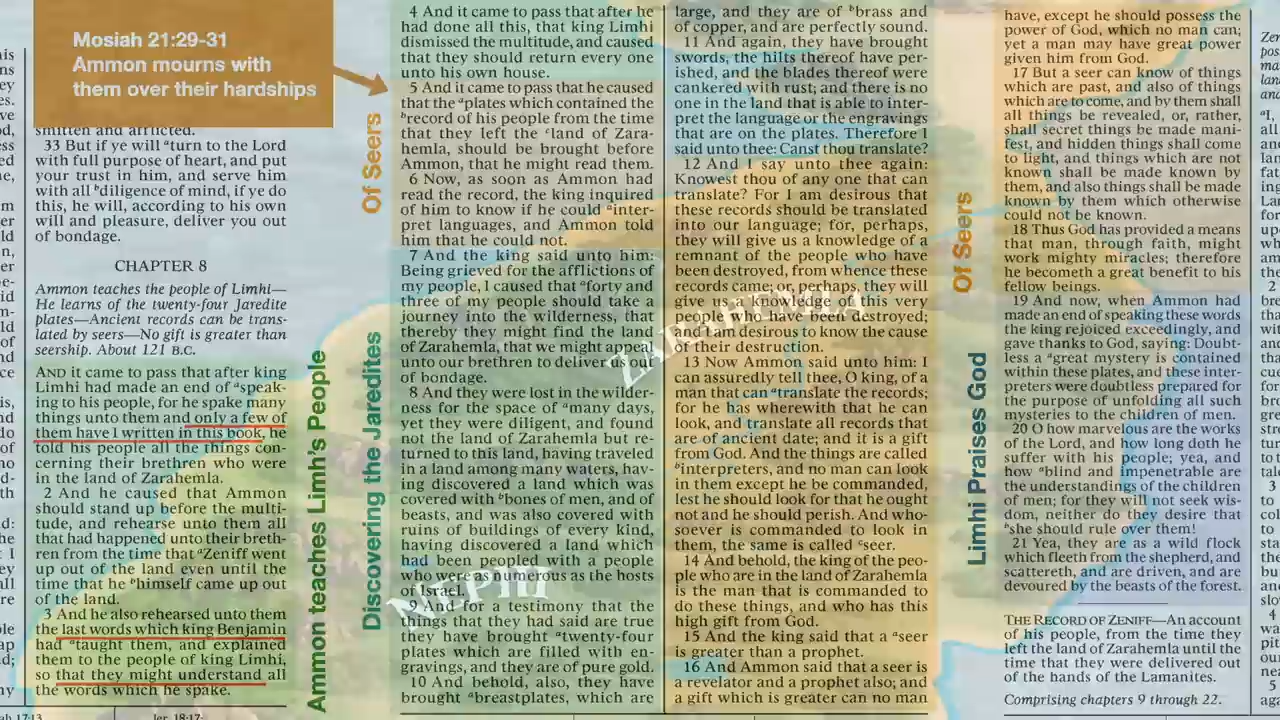 Mosiah 21:29-31
Ammon mourns with
them over their hardships
smitten and afflicted.
33 But if ye will ᵃturn to the Lord
with full purpose of heart, and put
your trust in him, and serve him
with all ᵇdiligence of mind, if ye do
this, he will, according to his own
will and pleasure, deliver you out
of bondage.
CHAPTER 8
Ammon teaches the people of Limhi—
He learns of the twenty-four Jaredite
plates—Ancient records can be trans-
lated by seers—No gift is greater than
seership. About 121 B.C.
AND it came to pass that after king
Limhi had made an end of ᵃspeak-
ing to his people, for he spake many
things unto them and only a few of
them have I written in this book, he
told his people all the things con-
cerning their brethren who were
in the land of Zarahemla.
2 And he caused that Ammon
should stand up before the multi-
tude, and rehearse unto them all
that had happened unto their breth-
ren from the time that ᵃZeniff went
up out of the land even until the
time that he ᵇhimself came up out
of the land.
3 And he also rehearsed unto them
the last words which king Benjamin
had ᵃtaught them, and explained
them to the people of king Limhi,
so that they might understand all
the words which he spake.
Ammon teaches Limhi's People
Of Seers
Discovering the Jaredites
4 And it came to pass that after he
had done all this, that king Limhi
dismissed the multitude, and caused
that they should return every one
unto his own house.
5 And it came to pass that he caused
that the ᵃplates which contained the
ᵇrecord of his people from the time
that they left the ᶜland of Zara-
hemla, should be brought before
Ammon, that he might read them.
6 Now, as soon as Ammon had
read the record, the king inquired
of him to know if he could ᵃinter-
pret languages, and Ammon told
him that he could not.
7 And the king said unto him:
Being grieved for the afflictions of
my people, I caused that ᵃforty and
three of my people should take a
journey into the wilderness, that
thereby they might find the land
of Zarahemla, that we might appeal
unto our brethren to deliver us out
of bondage.
8 And they were lost in the wilder-
ness for the space of ᵃmany days,
yet they were diligent, and found
not the land of Zarahemla but re-
turned to this land, having traveled
in a land among many waters, hav-
ing discovered a land which was
covered with ᵇbones of men, and of
beasts, and was also covered with
ruins of buildings of every kind,
having discovered a land which
had been peopled with a people
who were as numerous as the hosts
of Israel.
9 And for a testimony that the
things that they had said are true
they have brought ᵃtwenty-four
plates which are filled with en-
gravings, and they are of pure gold.
10 And behold, also, they have
brought ᵃbreastplates, which are
large, and they are of ᵇbrass and
of copper, and are perfectly sound.
11 And again, they have brought
swords, the hilts thereof have per-
ished, and the blades thereof were
cankered with rust; and there is no
one in the land that is able to inter-
pret the language or the engravings
that are on the plates. Therefore I
said unto thee: Canst thou translate?
12 And I say unto thee again:
Knowest thou of any one that can
translate? For I am desirous that
these records should be translated
into our language; for, perhaps,
they will give us a knowledge of a
remnant of the people who have
been destroyed, from whence these
records came; or, perhaps, they will
give us a knowledge of this very
people who have been destroyed;
and I am desirous to know the cause
of their destruction.
13 Now Ammon said unto him: I
can assuredly tell thee, O king, of a
man that can ᵃtranslate the records;
for he has wherewith that he can
look, and translate all records that
are of ancient date; and it is a gift
from God. And the things are called
ᵇinterpreters, and no man can look
in them except he be commanded,
lest he should look for that he ought
not and he should perish. And who-
soever is commanded to look in
them, the same is called ᶜseer.
14 And behold, the king of the peo-
ple who are in the land of Zarahemla
is the man that is commanded to
do these things, and who has this
high gift from God.
15 And the king said that a ᵃseer
is greater than a prophet.
16 And Ammon said that a seer is
a revelator and a prophet also; and
a gift which is greater can no man
ZARAHEMLA
NEPHI
Of Seers
Limhi Praises God
have, except he should possess the
power of God, which no man can;
yet a man may have great power
given him from God.
17 But a seer can know of things
which are past, and also of things
which are to come, and by them shall
all things be revealed, or, rather,
shall secret things be made mani-
fest, and hidden things shall come
to light, and things which are not
known shall be made known by
them, and also things shall be made
known by them which otherwise
could not be known.
18 Thus God has provided a means
that man, through faith, might
work mighty miracles; therefore
he becometh a great benefit to his
fellow beings.
19 And now, when Ammon had
made an end of speaking these words
the king rejoiced exceedingly, and
gave thanks to God, saying: Doubt-
less a ᵃgreat mystery is contained
within these plates, and these inter-
preters were doubtless prepared for
the purpose of unfolding all such
mysteries to the children of men.
20 O how marvelous are the works
of the Lord, and how long doth he
suffer with his people; yea, and
how ᵃblind and impenetrable are
the understandings of the children
of men; for they will not seek wis-
dom, neither do they desire that
ᵇshe should rule over them!
21 Yea, they are as a wild flock
which fleeth from the shepherd, and
scattereth, and are driven, and are
devoured by the beasts of the forest.
THE RECORD OF ZENIFF—An account
of his people, from the time they
left the land of Zarahemla until the
time that they were delivered out
of the hands of the Lamanites.
Comprising chapters 9 through 22.